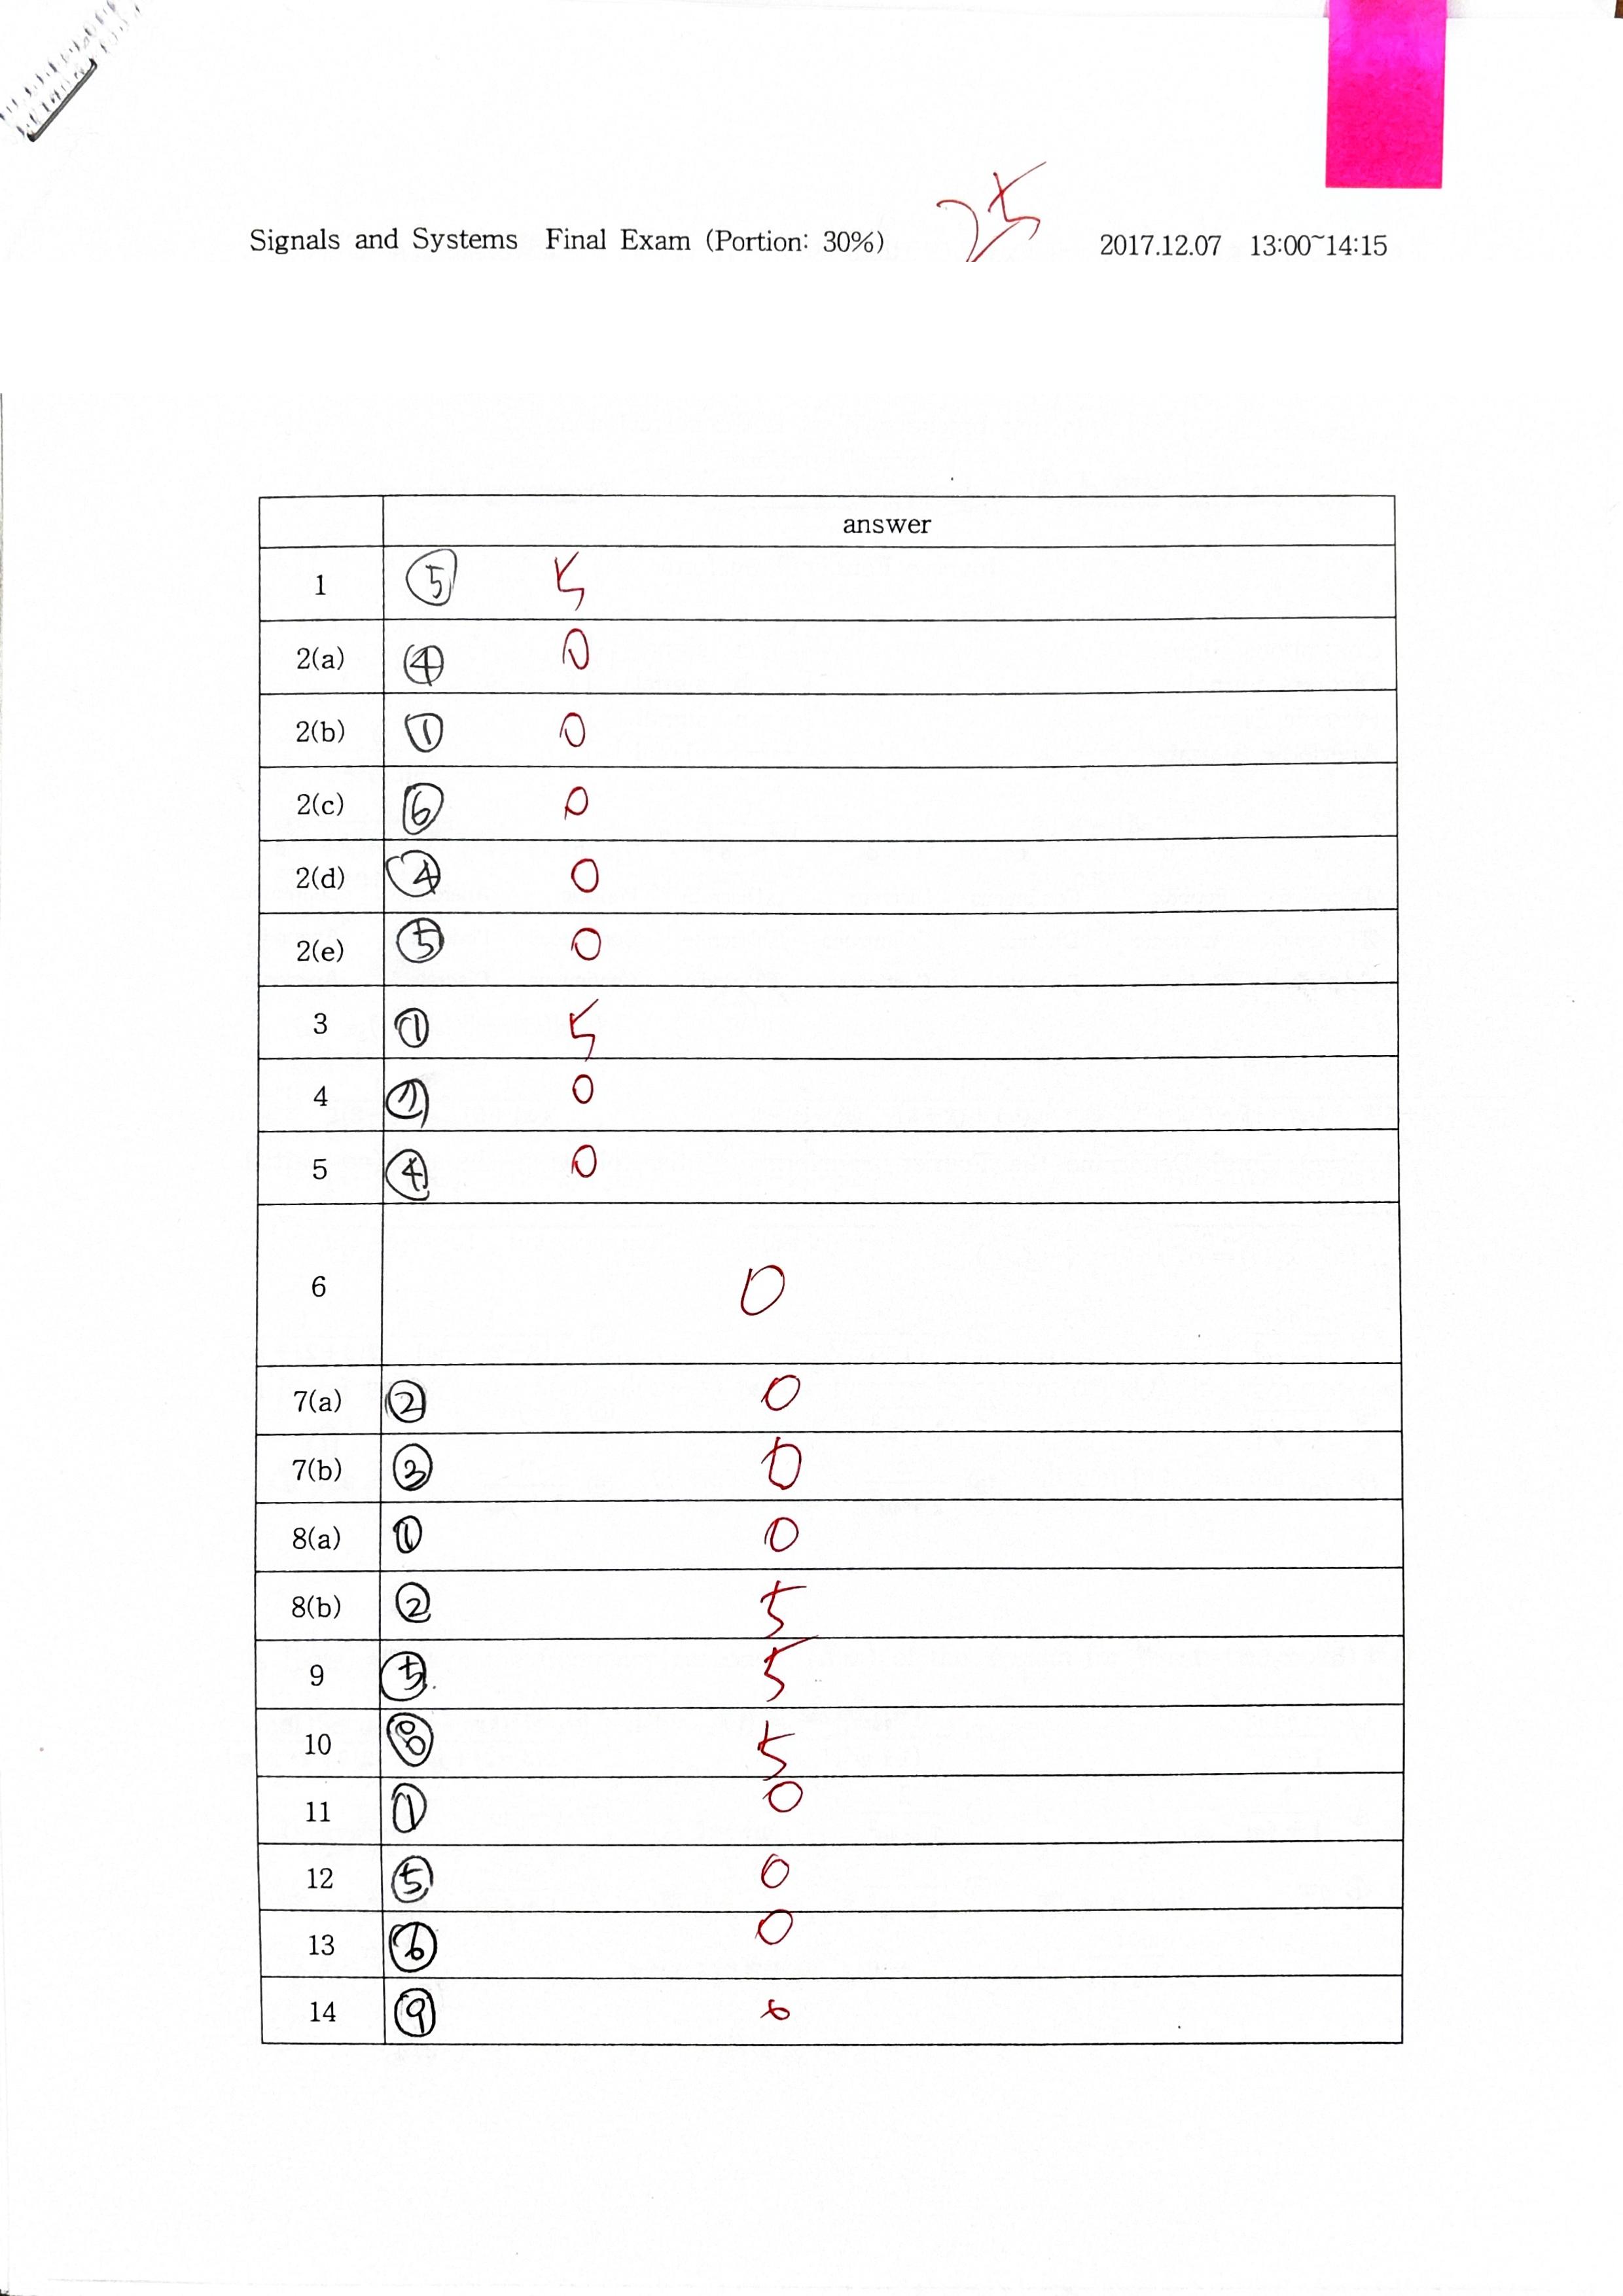 25
Signals and Systems Final Exam (Portion: 30%) 2017.12.07 13:00~14:15
answer
1 ⑤ 5
2(a) ④ 0
2(b) ① 0
2(c) ⑥ 0
2(d) ④ 0
2(e) ⑤ 0
3 ① 5
4 ① 0
5 ④ 0
6 0
7(a) ② 0
7(b) ③ 0
8(a) ① 0
8(b) ② 5
9 ⑤ 5
10 ⑧ 5
11 ① 0
12 ⑤ 0
13 ⑥ 0
14 ⑨ 0